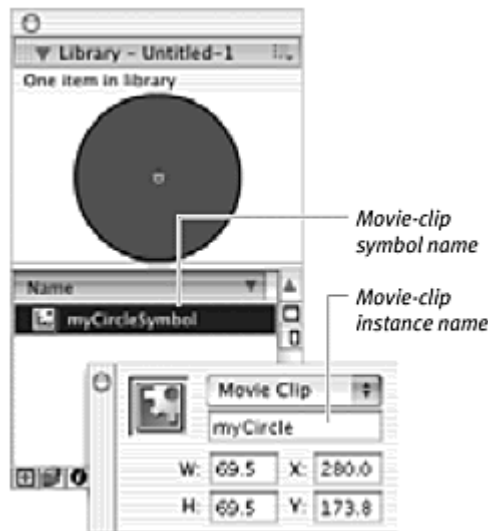 Library - Untitled-1
One item in library
Movie-clip
symbol name
Name
myCircleSymbol
Movie-clip
instance name
Movie Clip
myCircle
W: 69.5 X: 280.0
H: 69.5 Y: 173.8